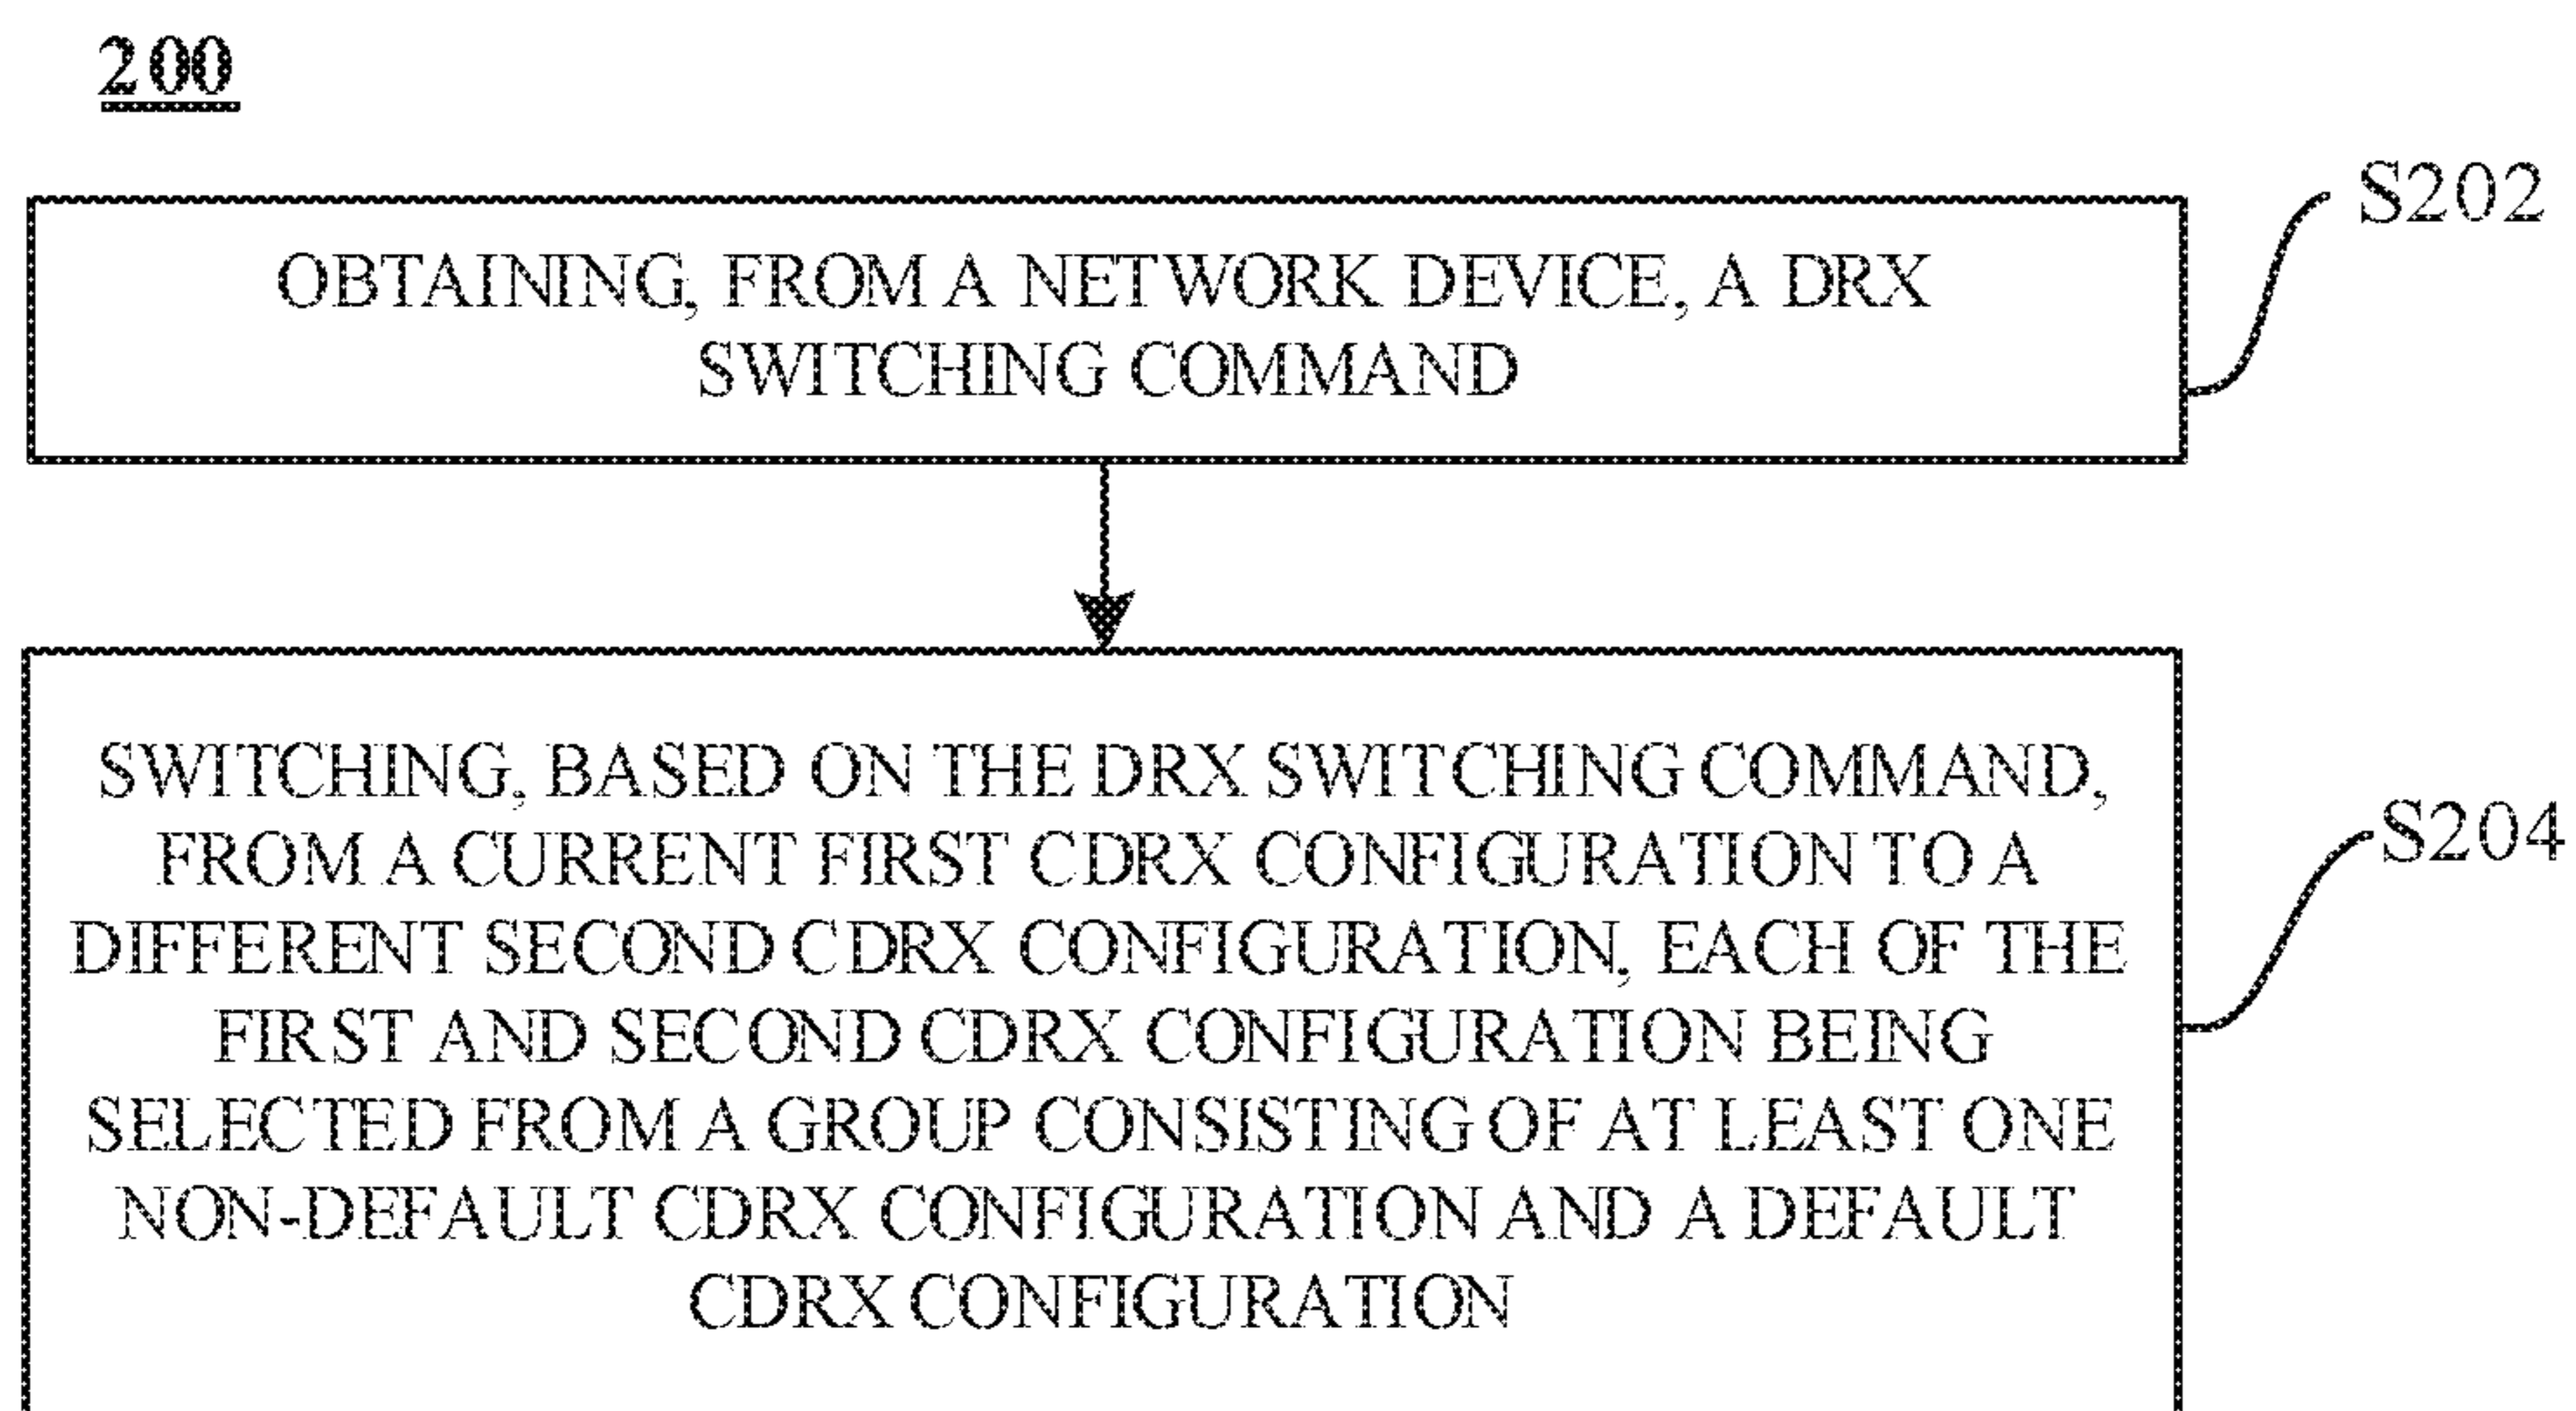 200
S202
OBTAINING, FROM A NETWORK DEVICE, A DRX
SWITCHING COMMAND
SWITCHING, BASED ON THE DRX SWITCHING COMMAND,
FROM A CURRENT FIRST CDRX CONFIGURATION TO A
DIFFERENT SECOND CDRX CONFIGURATION, EACH OF THE
FIRST AND SECOND CDRX CONFIGURATION BEING
SELECTED FROM A GROUP CONSISTING OF AT LEAST ONE
NON-DEFAULT CDRX CONFIGURATION AND A DEFAULT
CDRX CONFIGURATION
S204